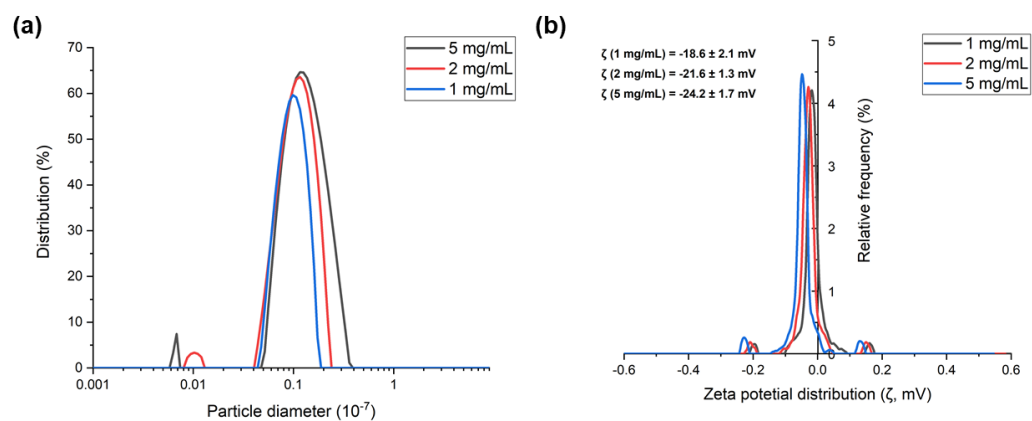 (a)
Distribution (%)
70
60
50
40
30
20
10
0
0.001
0.01
0.1
1
Particle diameter (10⁻⁷)
5 mg/mL
2 mg/mL
1 mg/mL
(b)
ζ (1 mg/mL) = -18.6 ± 2.1 mV
ζ (2 mg/mL) = -21.6 ± 1.3 mV
ζ (5 mg/mL) = -24.2 ± 1.7 mV
5
4
3
2
1
0
Relative frequency (%)
1 mg/mL
2 mg/mL
5 mg/mL
-0.6
-0.4
-0.2
0.0
0.2
0.4
0.6
Zeta potetial distribution (ζ, mV)